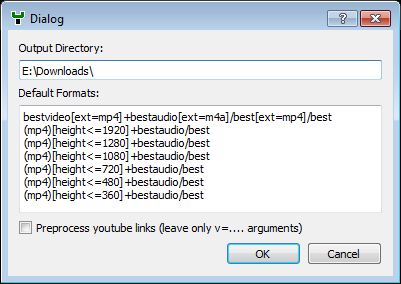 Dialog
Output Directory:
E:\Downloads\
Default Formats:
bestvideo[ext=mp4]+bestaudio[ext=m4a]/best[ext=mp4]/best
(mp4)[height<=1920]+bestaudio/best
(mp4)[height<=1280]+bestaudio/best
(mp4)[height<=1080]+bestaudio/best
(mp4)[height<=720]+bestaudio/best
(mp4)[height<=480]+bestaudio/best
(mp4)[height<=360]+bestaudio/best
Preprocess youtube links (leave only v=.... arguments)
OK
Cancel